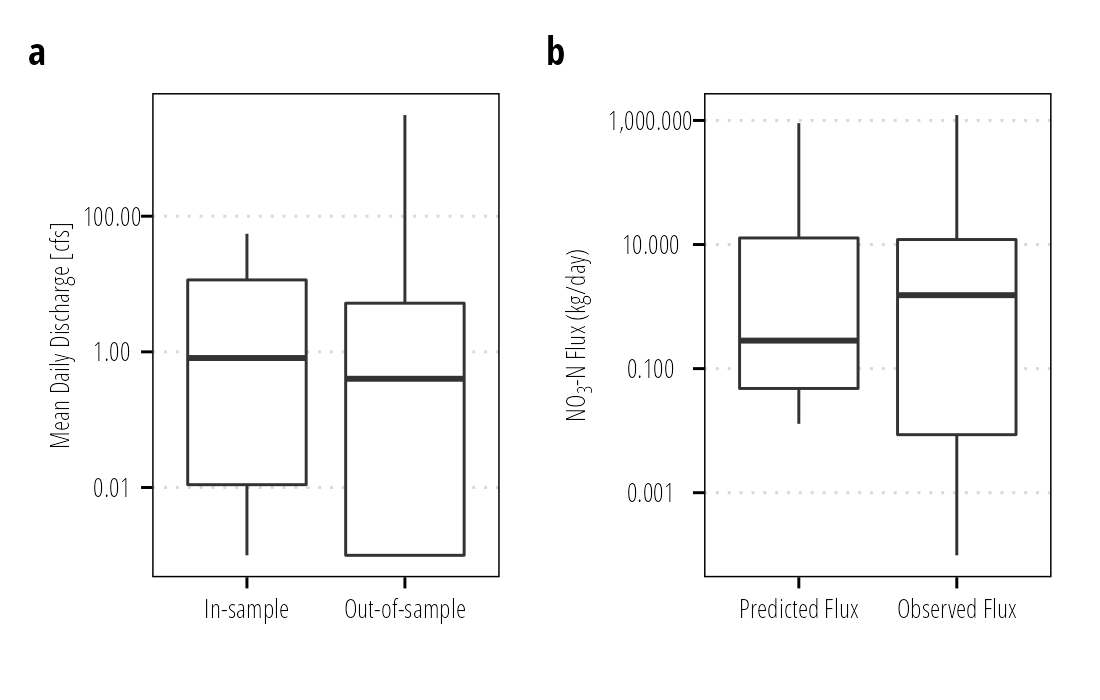 a
Mean Daily Discharge [cfs]
100.00
1.00
0.01
In-sample
Out-of-sample
b
NO3-N Flux (kg/day)
1,000.000
10.000
0.100
0.001
Predicted Flux
Observed Flux